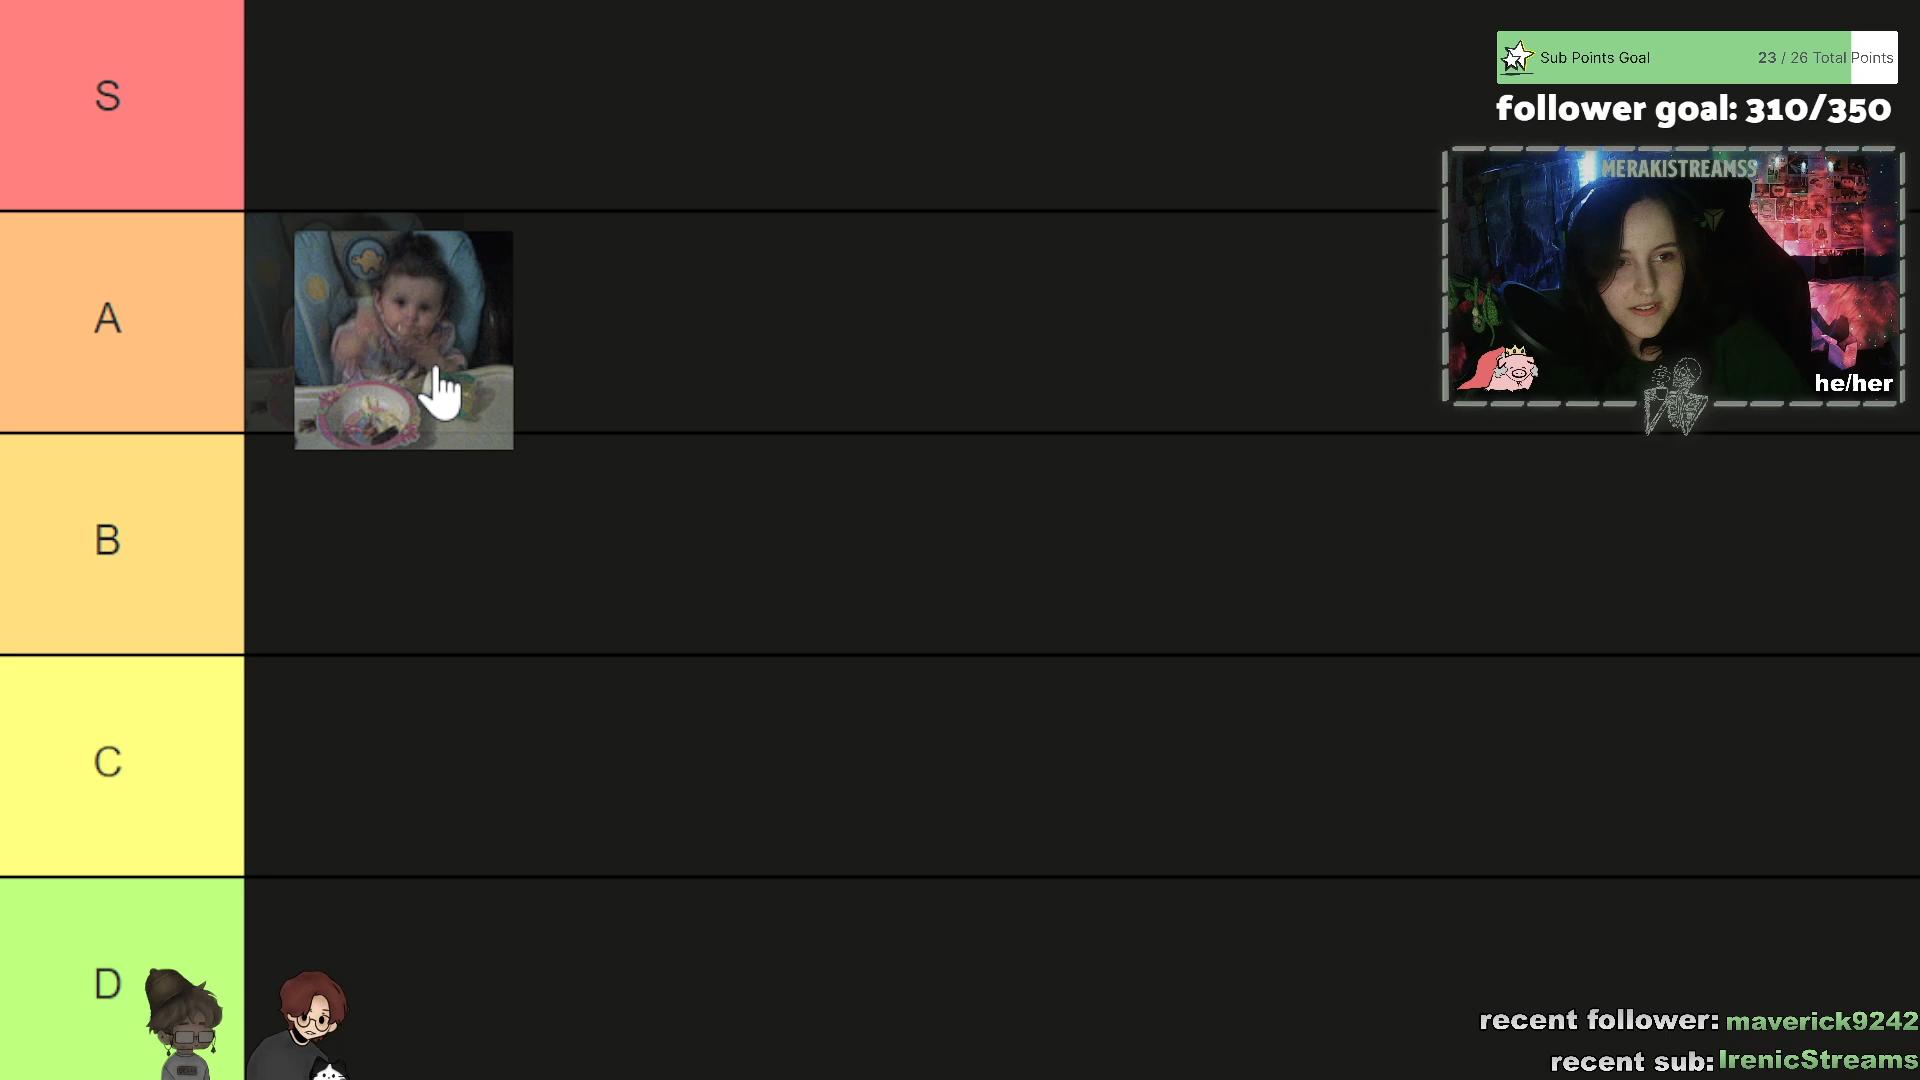 S
Sub Points Goal 23 / 26 Total Points
follower goal: 310/350
MERAKISTREAMSS
he/her
A
B
C
D
recent follower: maverick9242
recent sub: IrenicStreams